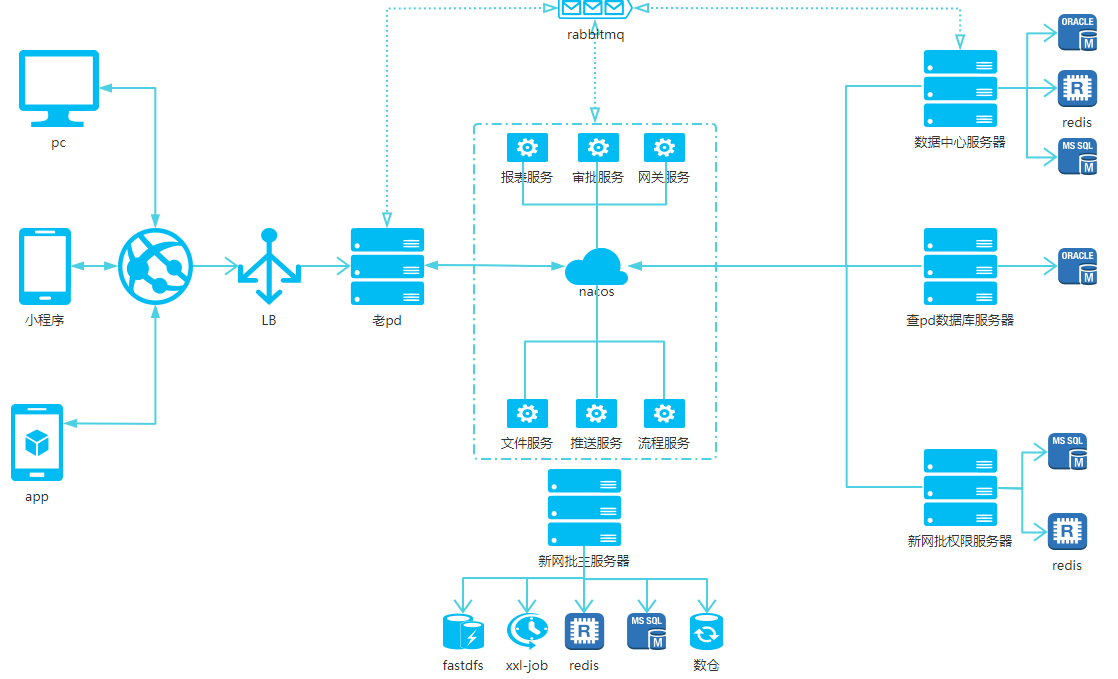 rabbitmq
ORACLE
M
R
redis
MS SQL
M
数据中心服务器
pc
报表服务
审批服务
网关服务
小程序
LB
老pd
nacos
ORACLE
M
查pd数据库服务器
app
文件服务
推送服务
流程服务
MS SQL
M
新网批权限服务器
R
redis
新网批主服务器
fastdfs
xxl-job
R
redis
MS SQL
M
数仓